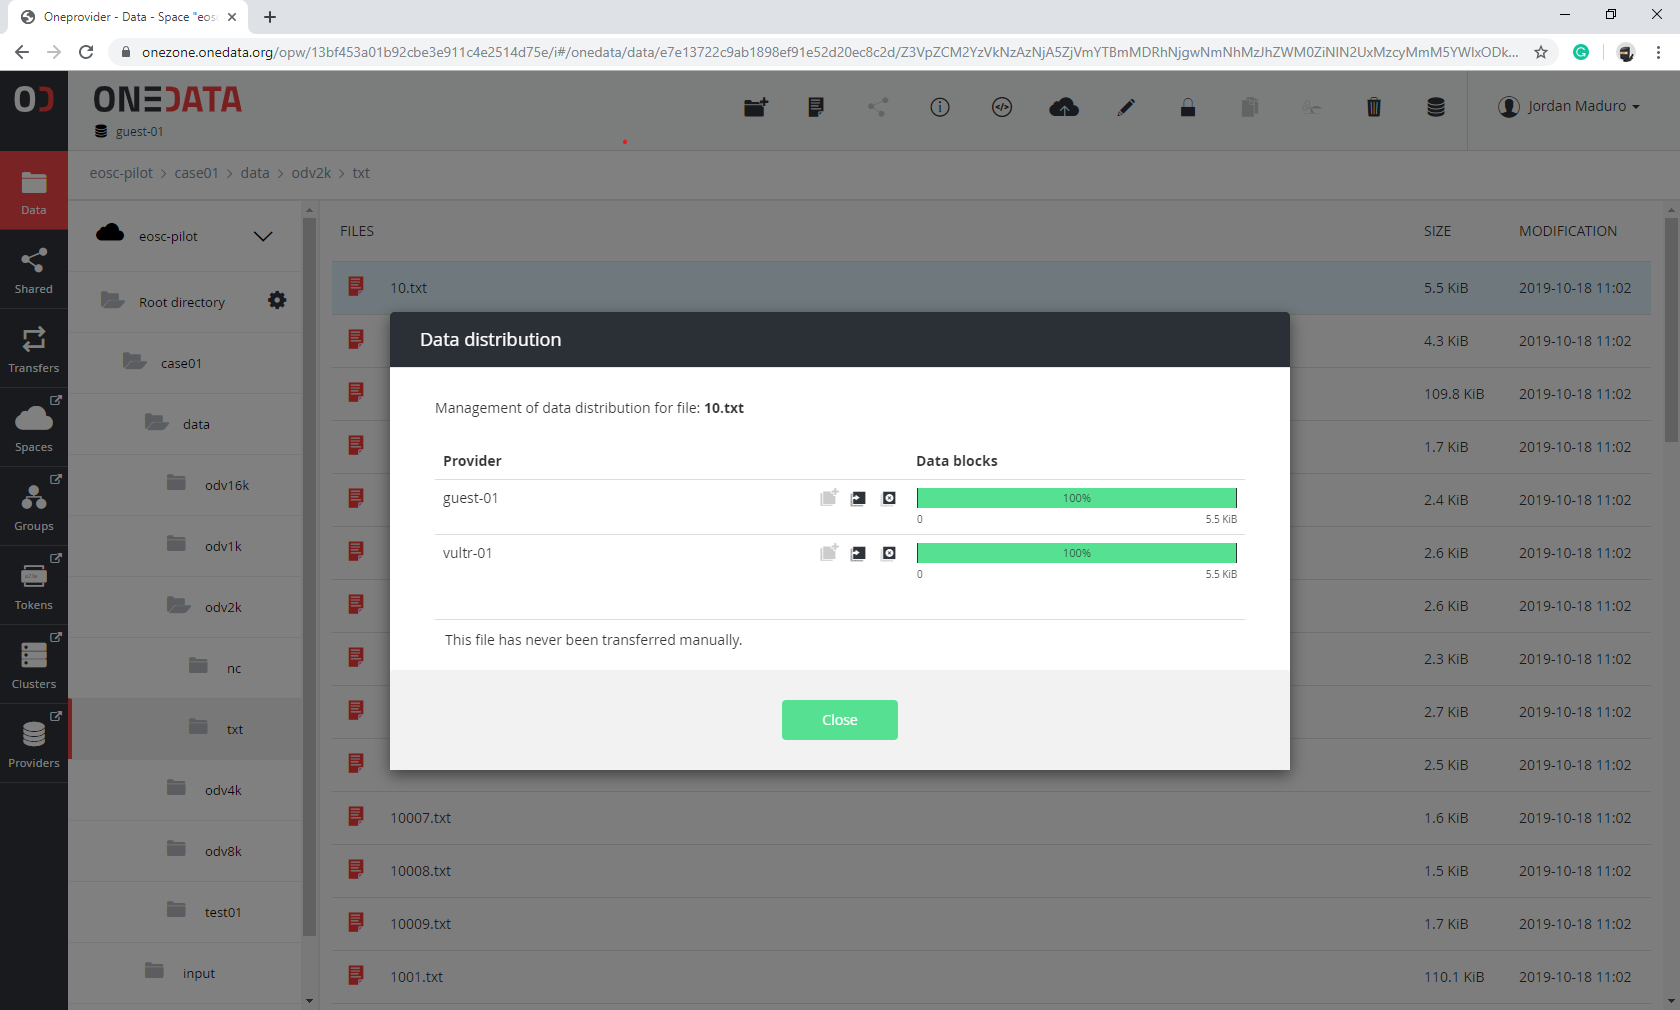 Oneprovider - Data - Space "eos
onezone.onedata.org/opw/13bf453a01b92cbe3e911c4e2514d75e/i#/onedata/data/e7e13722c9ab1898ef91e52d20ec8c2d/Z3VpZCM2YzVkNzAzNjA5ZjVmYTBmMDRhNjgwNmNhMzJhZWM0ZiNlN2UxMzcyMmM5YWIxODk...
OD
ONEDATA
guest-01
Jordan Maduro
eosc-pilot > case01 > data > odv2k > txt
Data
Shared
Transfers
Spaces
Groups
Tokens
Clusters
Providers
eosc-pilot
Root directory
case01
data
odv16k
odv1k
odv2k
nc
txt
odv4k
odv8k
test01
input
FILES SIZE MODIFICATION
10.txt 5.5 KiB 2019-10-18 11:02
4.3 KiB 2019-10-18 11:02
109.8 KiB 2019-10-18 11:02
1.7 KiB 2019-10-18 11:02
2.4 KiB 2019-10-18 11:02
2.6 KiB 2019-10-18 11:02
2.6 KiB 2019-10-18 11:02
2.3 KiB 2019-10-18 11:02
2.7 KiB 2019-10-18 11:02
2.5 KiB 2019-10-18 11:02
10007.txt 1.6 KiB 2019-10-18 11:02
10008.txt 1.5 KiB 2019-10-18 11:02
10009.txt 1.7 KiB 2019-10-18 11:02
1001.txt 110.1 KiB 2019-10-18 11:02
Data distribution
Management of data distribution for file: 10.txt
Provider Data blocks
guest-01 100%
0 5.5 KiB
vultr-01 100%
0 5.5 KiB
This file has never been transferred manually.
Close